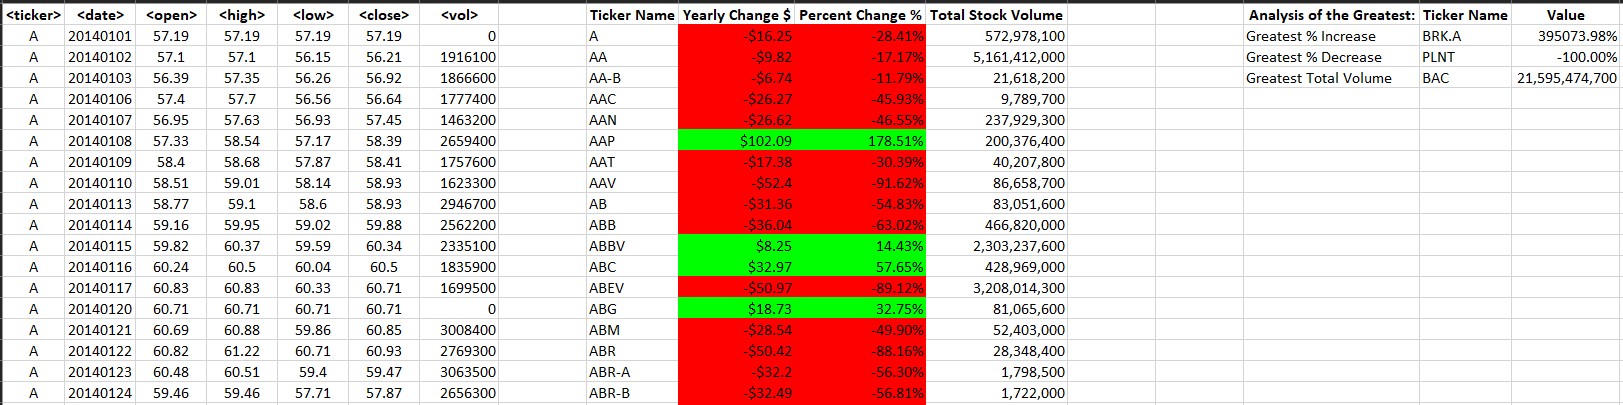 <ticker> <date> <open> <high> <low> <close> <vol> Ticker Name Yearly Change $ Percent Change % Total Stock Volume Analysis of the Greatest: Ticker Name Value
A 20140101 57.19 57.19 57.19 57.19 0 A -$16.25 -28.41% 572,978,100 Greatest % Increase BRK.A 395073.98%
A 20140102 57.1 57.1 56.15 56.21 1916100 AA -$9.82 -17.17% 5,161,412,000 Greatest % Decrease PLNT -100.00%
A 20140103 56.39 57.35 56.26 56.92 1866600 AA-B -$6.74 -11.79% 21,618,200 Greatest Total Volume BAC 21,595,474,700
A 20140106 57.4 57.7 56.56 56.64 1777400 AAC -$26.27 -45.93% 9,789,700
A 20140107 56.95 57.63 56.93 57.45 1463200 AAN -$26.62 -46.55% 237,929,300
A 20140108 57.33 58.54 57.17 58.39 2659400 AAP $102.09 178.51% 200,376,400
A 20140109 58.4 58.68 57.87 58.41 1757600 AAT -$17.38 -30.39% 40,207,800
A 20140110 58.51 59.01 58.14 58.93 1623300 AAV -$52.4 -91.62% 86,658,700
A 20140113 58.77 59.1 58.6 58.93 2946700 AB -$31.36 -54.83% 83,051,600
A 20140114 59.16 59.95 59.02 59.88 2562200 ABB -$36.04 -63.02% 466,820,000
A 20140115 59.82 60.37 59.59 60.34 2335100 ABBV $8.25 14.43% 2,303,237,600
A 20140116 60.24 60.5 60.04 60.5 1835900 ABC $32.97 57.65% 428,969,000
A 20140117 60.83 60.83 60.33 60.71 1699500 ABEV -$50.97 -89.12% 3,208,014,300
A 20140120 60.71 60.71 60.71 60.71 0 ABG $18.73 32.75% 81,065,600
A 20140121 60.69 60.88 59.86 60.85 3008400 ABM -$28.54 -49.90% 52,403,000
A 20140122 60.82 61.22 60.71 60.93 2769300 ABR -$50.42 -88.16% 28,348,400
A 20140123 60.48 60.51 59.4 59.47 3063500 ABR-A -$32.2 -56.30% 1,798,500
A 20140124 59.46 59.46 57.71 57.87 2656300 ABR-B -$32.49 -56.81% 1,722,000